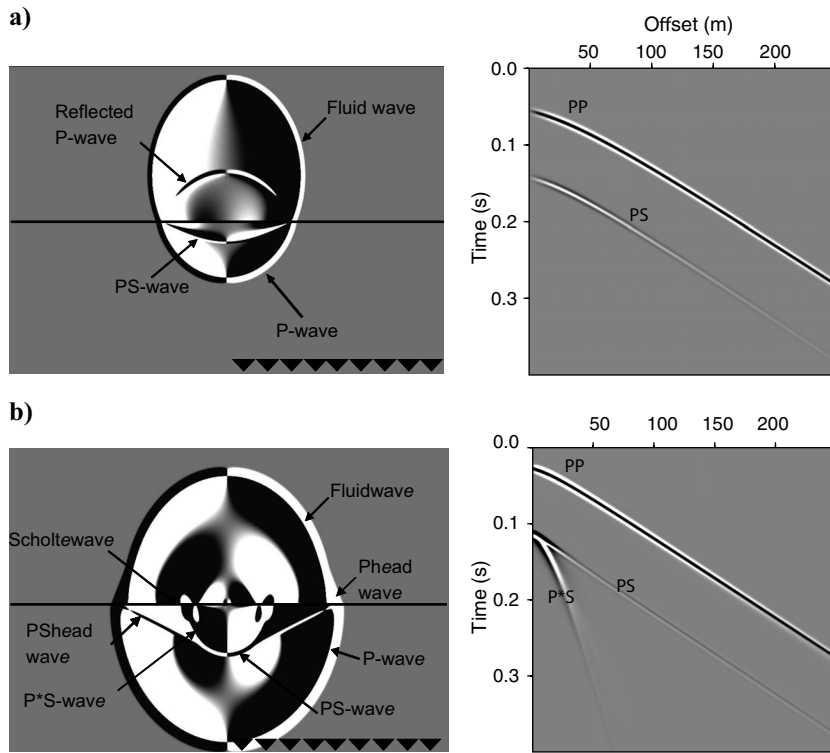 a)
Offset (m)
50 100 150 200
0.0
0.1
0.2
0.3
Time (s)
PP
PS
Reflected
P-wave
Fluid wave
PS-wave
P-wave
b)
50 100 150 200
0.0
0.1
0.2
0.3
Time (s)
PP
PS
P*S
Fluidwave
Scholtewave
Phead
wave
PShead
wave
P-wave
P*S-wave
PS-wave